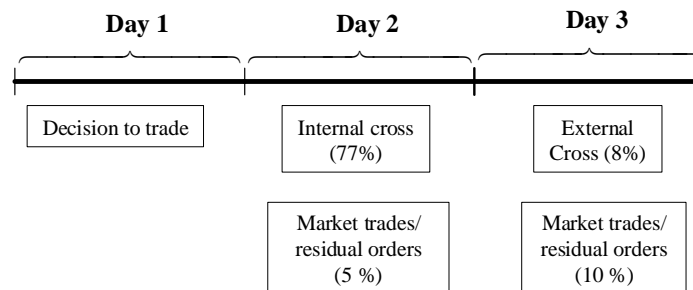 Day 1
Day 2
Day 3
Decision to trade
Internal cross
(77%)
External
Cross (8%)
Market trades/
residual orders
(5 %)
Market trades/
residual orders
(10 %)